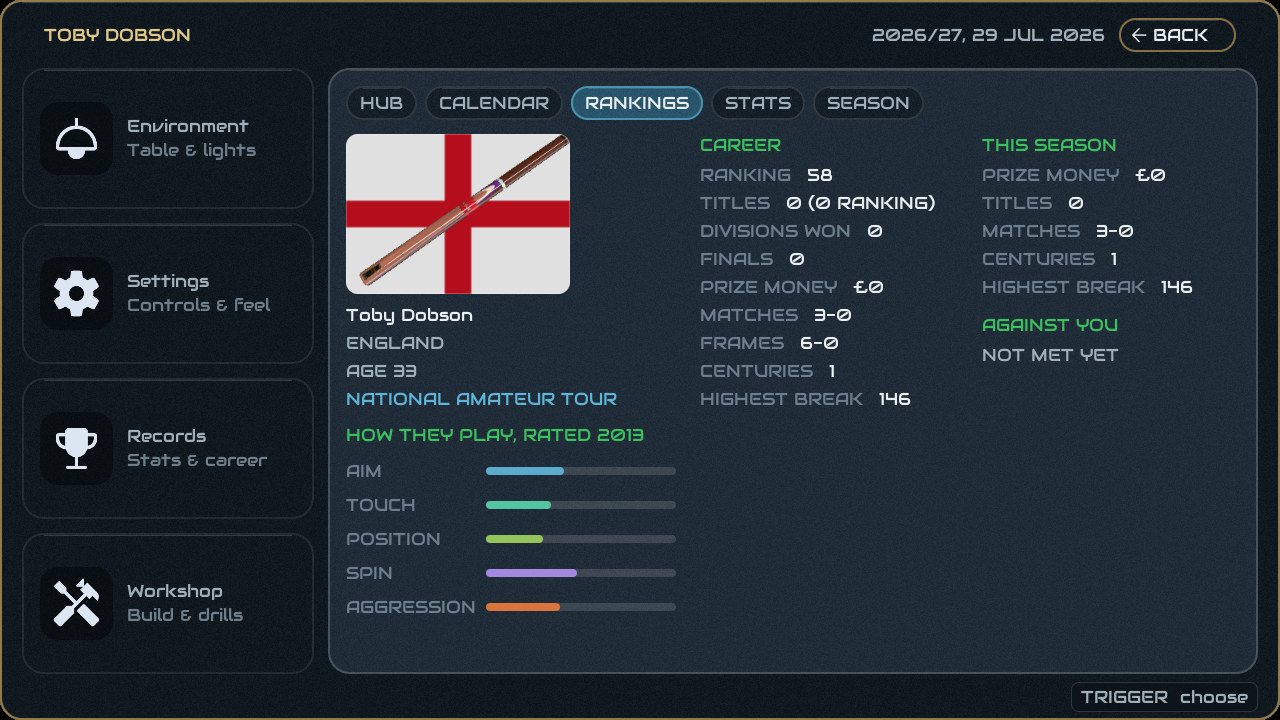 TOBY DOBSON
2026/27, 29 JUL 2026
← BACK
Environment
Table & lights
Settings
Controls & feel
Records
Stats & career
Workshop
Build & drills
HUB
CALENDAR
RANKINGS
STATS
SEASON
Toby Dobson
ENGLAND
AGE 33
NATIONAL AMATEUR TOUR
HOW THEY PLAY, RATED 2013
AIM
TOUCH
POSITION
SPIN
AGGRESSION
CAREER
RANKING 58
TITLES 0 (0 RANKING)
DIVISIONS WON 0
FINALS 0
PRIZE MONEY £0
MATCHES 3-0
FRAMES 6-0
CENTURIES 1
HIGHEST BREAK 146
THIS SEASON
PRIZE MONEY £0
TITLES 0
MATCHES 3-0
CENTURIES 1
HIGHEST BREAK 146
AGAINST YOU
NOT MET YET
TRIGGER choose